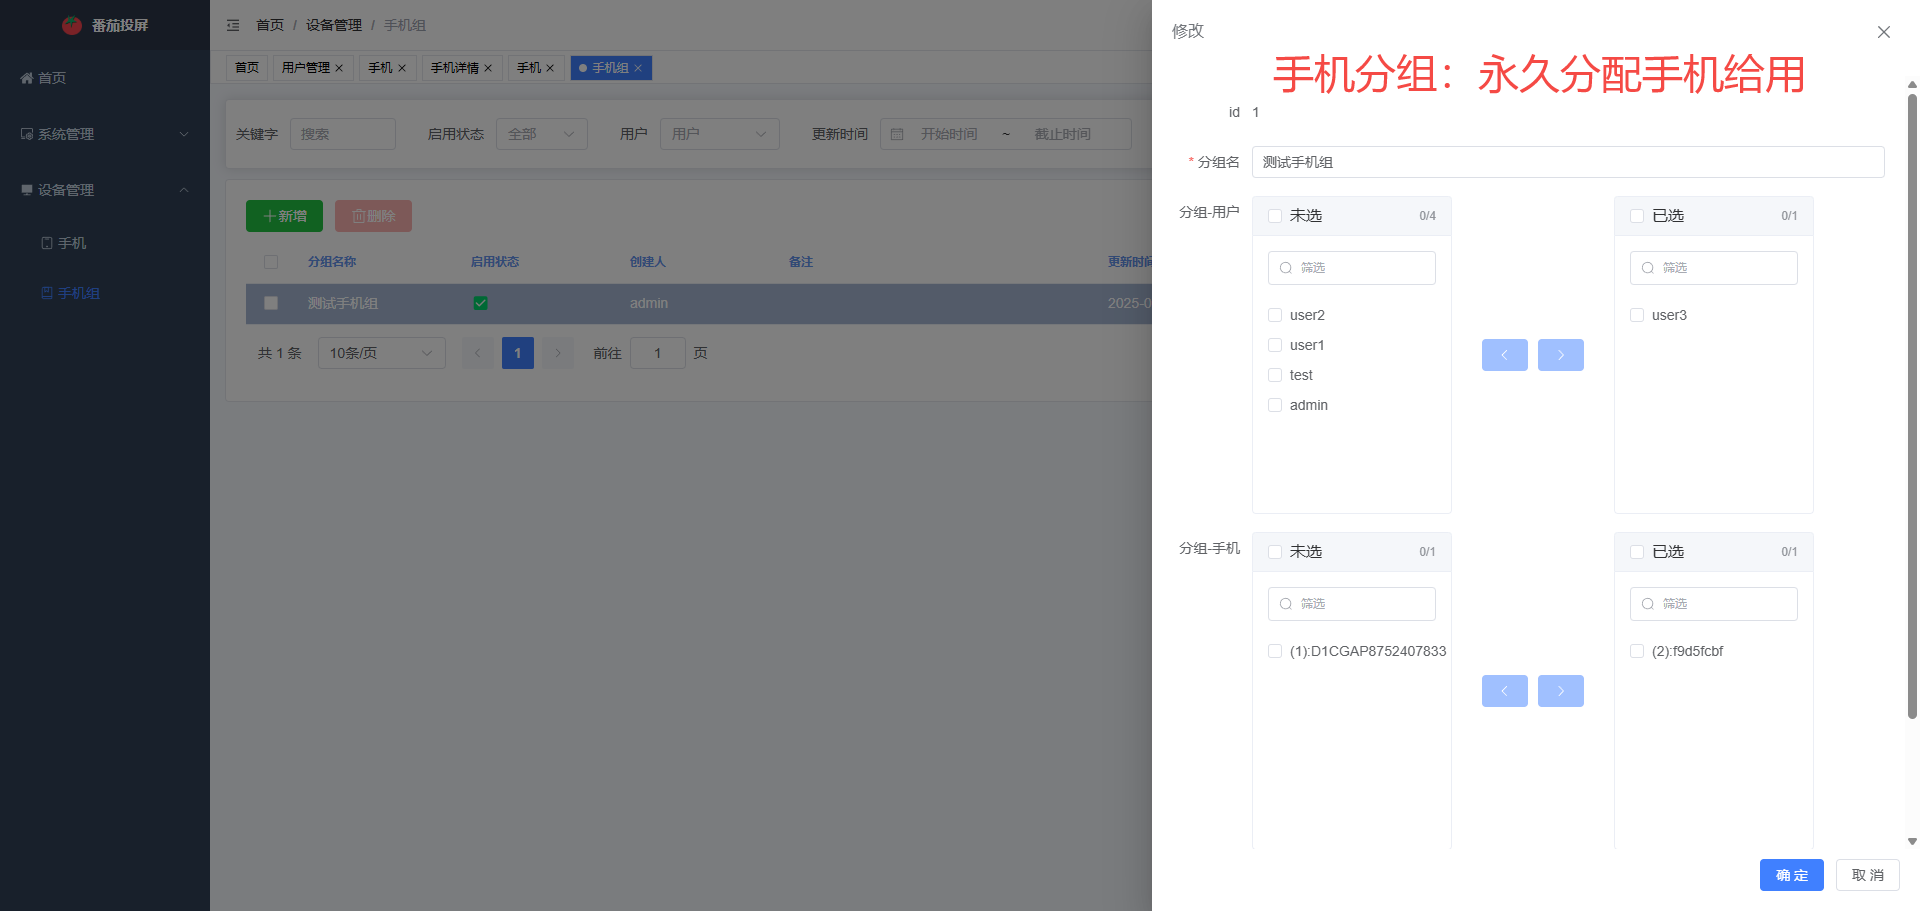 番茄投屏
首页
系统管理
设备管理
手机
手机组
首页 / 设备管理 / 手机组
首页 用户管理 手机 手机详情 手机 手机组
关键字 搜索 启用状态 全部 用户 用户 更新时间 开始时间 ~ 截止时间
新增 删除
分组名称 启用状态 创建人 备注 更新时间
测试手机组 admin 2025-0
共 1 条 10条/页 1 前往 1 页
修改
手机分组：永久分配手机给用
id 1
* 分组名 测试手机组
分组-用户
未选 0/4
筛选
user2
user1
test
admin
已选 0/1
筛选
user3
分组-手机
未选 0/1
筛选
(1):D1CGAP8752407833
已选 0/1
筛选
(2):f9d5fcbf
确 定 取 消